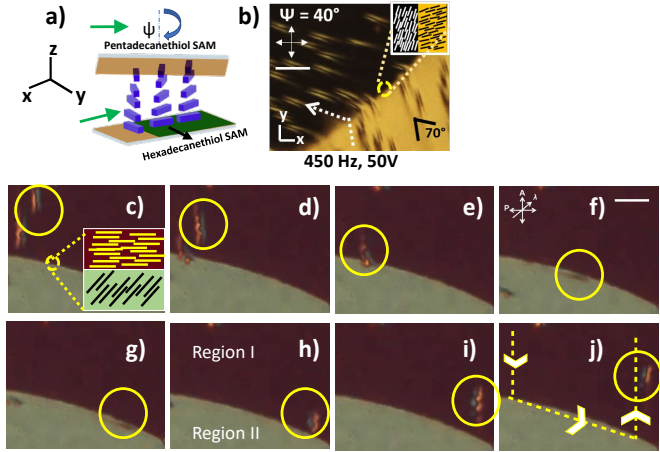 a)
ψ
Pentadecanethiol SAM
z
x
y
Hexadecanethiol SAM
b)
Ψ = 40°
y
x
70°
450 Hz, 50V
c)
d)
e)
f)
A
P
λ
g)
h)
Region I
Region II
i)
j)